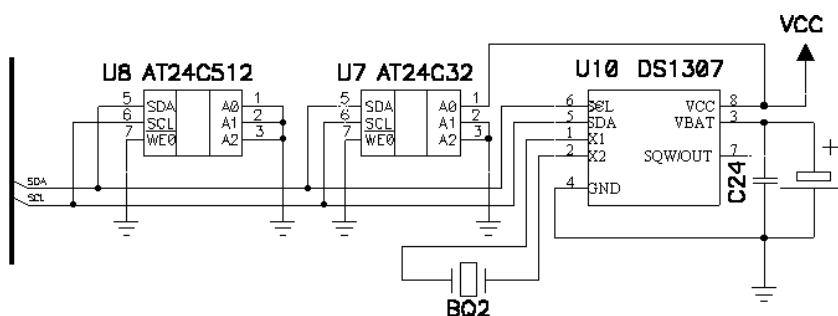 VCC
U8 AT24C512
U7 AT24C32
U10 DS1307
5 SDA A0 1
6 SCL A1 2
7 WE0 A2 3
5 SDA A0 1
6 SCL A1 2
7 WE0 A2 3
6 SCL VCC 8
5 SDA VBAT 3
1 X1
2 X2 SQW/OUT 7
4 GND
C24
+
SDA
SCL
BQ2